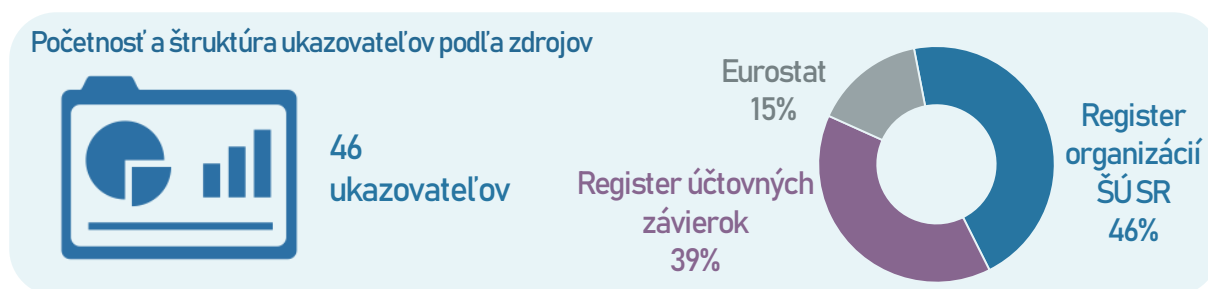 Početnosť a štruktúra ukazovateľov podľa zdrojov
46
ukazovateľov
Eurostat
15%
Register účtovných
závierok
39%
Register
organizácií
ŠÚ SR
46%